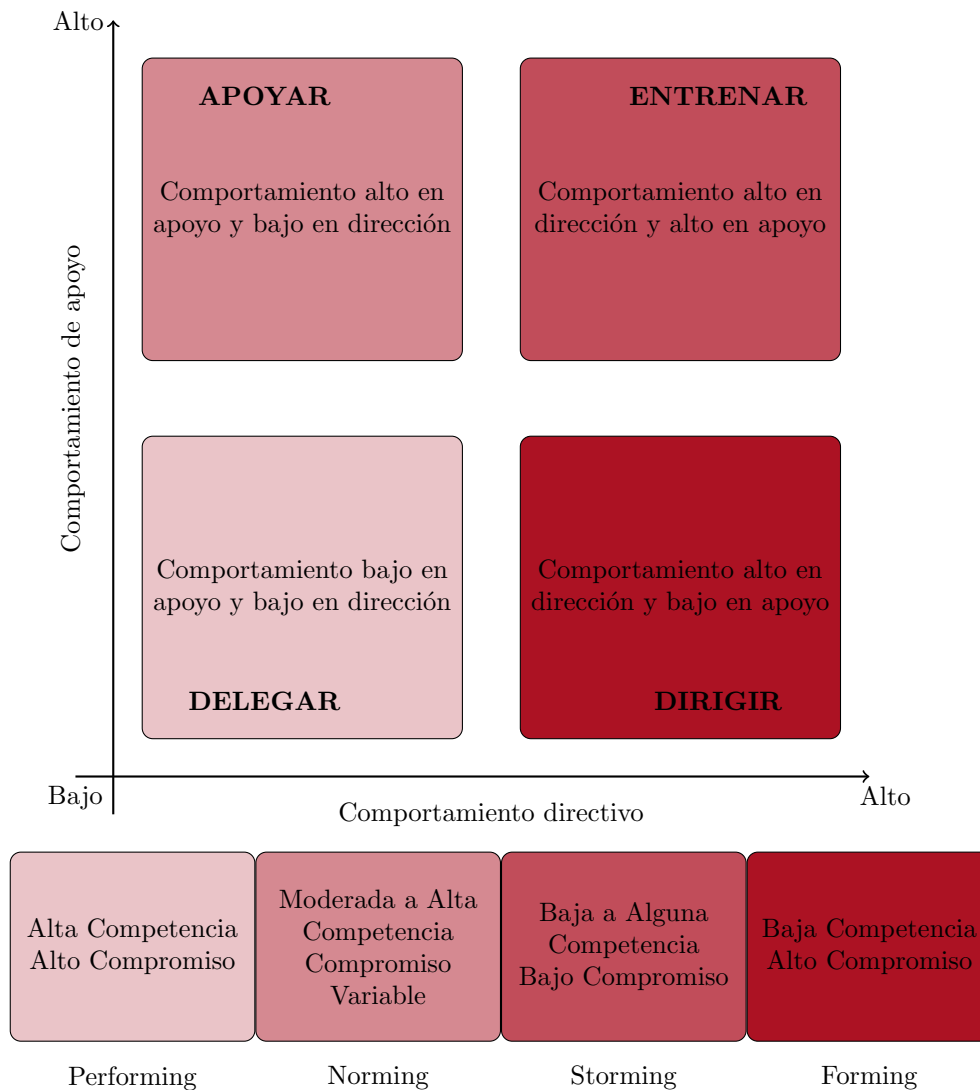 Alto
APOYAR
ENTRENAR
Comportamiento alto en
apoyo y bajo en dirección
Comportamiento alto en
dirección y alto en apoyo
Comportamiento de apoyo
Comportamiento bajo en
apoyo y bajo en dirección
Comportamiento alto en
dirección y bajo en apoyo
DELEGAR
DIRIGIR
Bajo
Alto
Comportamiento directivo
Alta Competencia
Alto Compromiso
Moderada a Alta
Competencia
Compromiso
Variable
Baja a Alguna
Competencia
Bajo Compromiso
Baja Competencia
Alto Compromiso
Performing
Norming
Storming
Forming